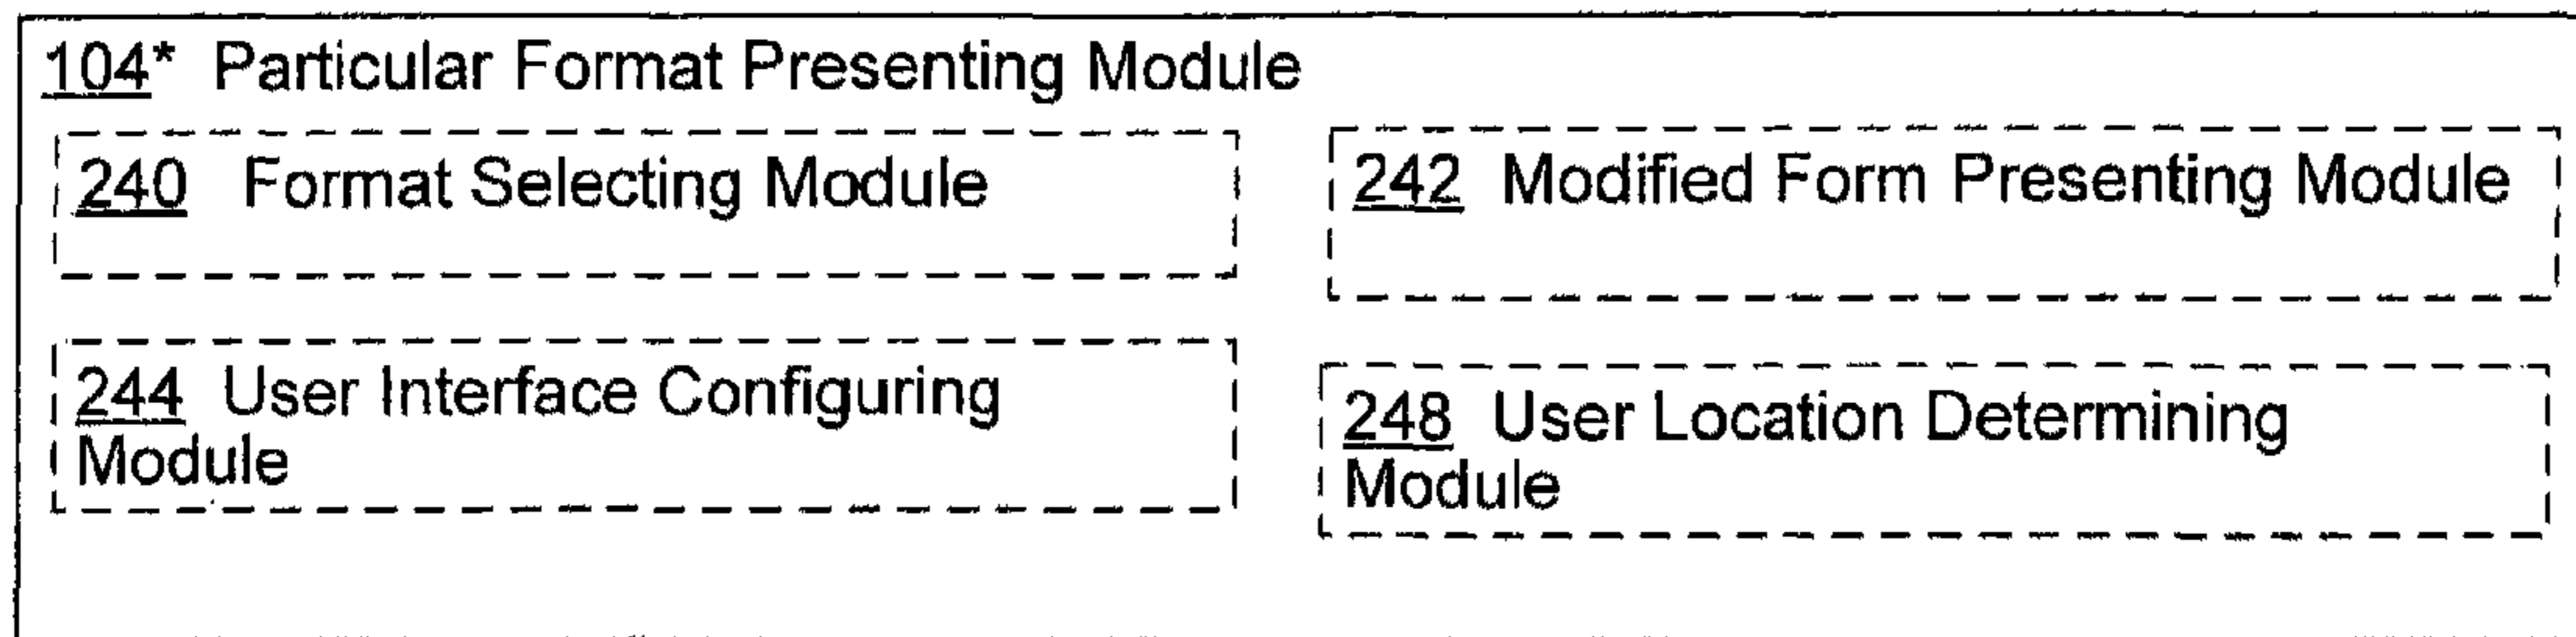 104* Particular Format Presenting Module
240 Format Selecting Module
242 Modified Form Presenting Module
244 User Interface Configuring
Module
248 User Location Determining
Module